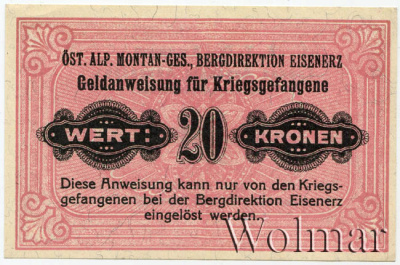 ÖST. ALP. MONTAN-GES., BERGDIREKTION EISENERZ
Geldanweisung für Kriegsgefangene
WERT: 20 KRONEN
Diese Anweisung kann nur von den Kriegs-
gefangenen bei der Bergdirektion Eisenerz
eingelöst werden.
Wolmar